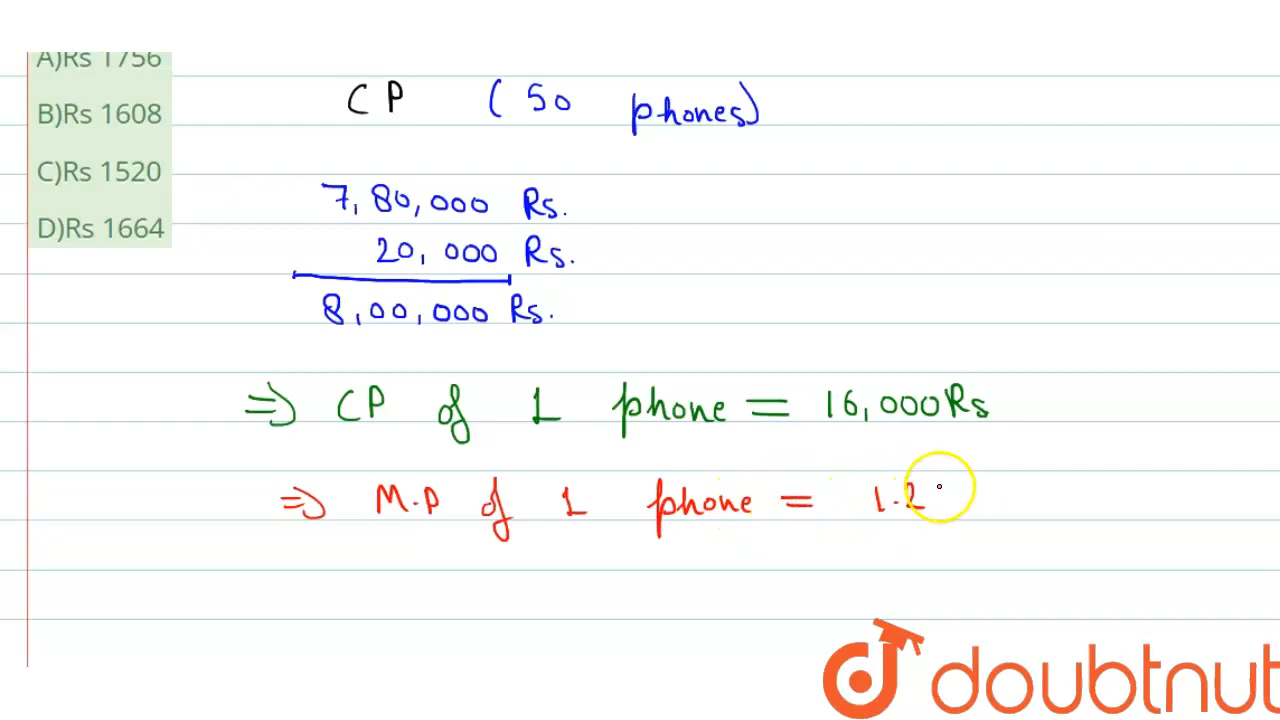 A)Rs 1756
B)Rs 1608
C)Rs 1520
D)Rs 1664
CP (50 phones)
7,80,000 Rs.
20,000 Rs.
8,00,000 Rs.
=> CP of 1 phone = 16,000Rs
=> M.P of 1 phone = 1.2
doubtnut